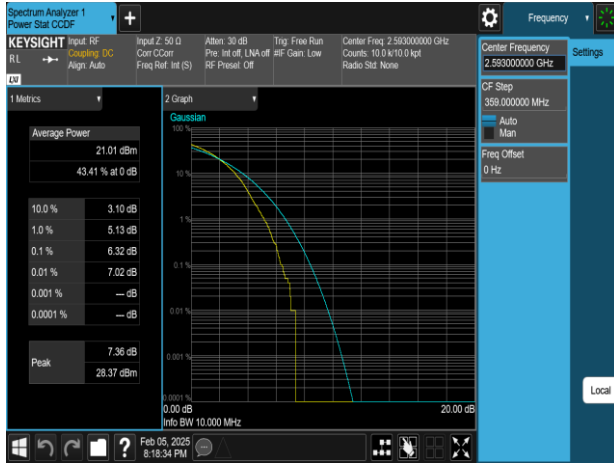 Spectrum Analyzer 1
Power Stat CCDF
+
Frequency
KEYSIGHT
RL
LXI
Input: RF
Coupling: DC
Align: Auto
Input Z: 50 Ω
Corr CCorr
Freq Ref: Int (S)
Atten: 30 dB
Pre: Int off, LNA off
RF Preset: Off
Trig: Free Run
#IF Gain: Low
Center Freq: 2.593000000 GHz
Counts: 10.0 k/10.0 kpt
Radio Std: None
Center Frequency
2.593000000 GHz
Settings
CF Step
359.000000 MHz
Auto
Man
Freq Offset
0 Hz
1 Metrics
Average Power
21.01 dBm
43.41 % at 0 dB
10.0 % 3.10 dB
1.0 % 5.13 dB
0.1 % 6.32 dB
0.01 % 7.02 dB
0.001 % --- dB
0.0001 % --- dB
Peak
7.36 dB
28.37 dBm
2 Graph
Gaussian
100 %
10 %
1 %
0.1 %
0.01 %
0.001 %
0.0001 %
0.00 dB 20.00 dB
Info BW 10.000 MHz
Local
?
Feb 05, 2025
8:18:34 PM